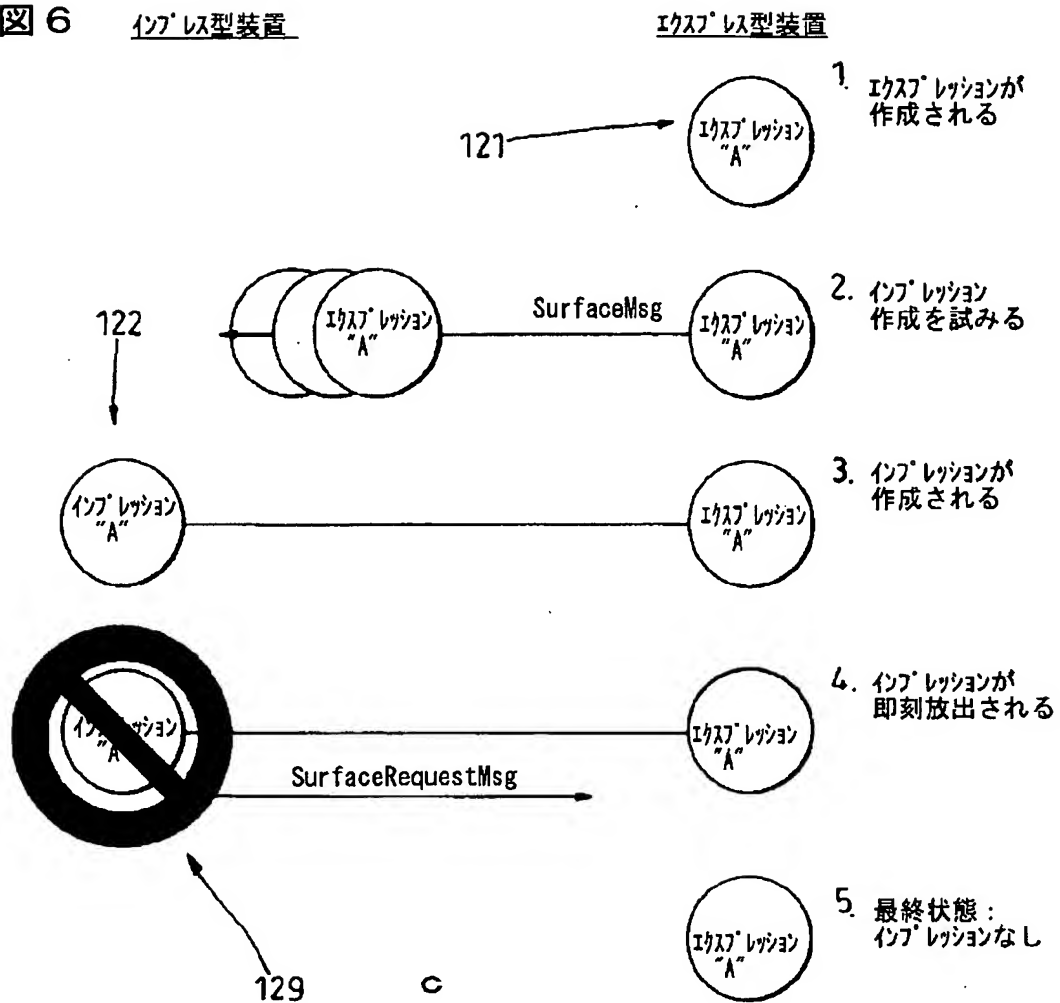 図6
ｲﾝﾌﾟﾚｽ型装置
ｴｸｽﾌﾟﾚｽ型装置
121
ｴｸｽﾌﾟﾚｯｼｮﾝ
"A"
1. ｴｸｽﾌﾟﾚｯｼｮﾝが
作成される
122
ｴｸｽﾌﾟﾚｯｼｮﾝ
"A"
SurfaceMsg
ｴｸｽﾌﾟﾚｯｼｮﾝ
"A"
2. ｲﾝﾌﾟﾚｯｼｮﾝ
作成を試みる
ｲﾝﾌﾟﾚｯｼｮﾝ
"A"
ｴｸｽﾌﾟﾚｯｼｮﾝ
"A"
3. ｲﾝﾌﾟﾚｯｼｮﾝが
作成される
ｲﾝﾌﾟﾚｯｼｮﾝ
"A"
SurfaceRequestMsg
ｴｸｽﾌﾟﾚｯｼｮﾝ
"A"
4. ｲﾝﾌﾟﾚｯｼｮﾝが
即刻放出される
129
c
ｴｸｽﾌﾟﾚｯｼｮﾝ
"A"
5. 最終状態：
ｲﾝﾌﾟﾚｯｼｮﾝなし